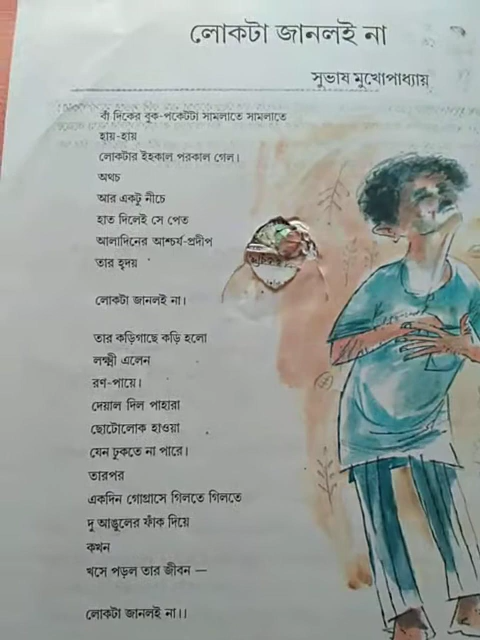 লোকটা জানলই না
সুভাষ মুখোপাধ্যায়
বাঁ দিকের বুক-পকেটটা সামলাতে সামলাতে
হায়-হায়
লোকটার ইহকাল পরকাল গেল।
অথচ
আর একটু নীচে
হাত দিলেই সে পেত
আলাদিনের আশ্চর্য-প্রদীপ
তার হৃদয়
লোকটা জানলই না।
তার কড়িগাছে কড়ি হলো
লক্ষ্মী এলেন
রণ-পায়ে।
দেয়াল দিল পাহারা
ছোটোলোক হাওয়া
যেন ঢুকতে না পারে।
তারপর
একদিন গোগ্রাসে গিলতে গিলতে
দু আঙুলের ফাঁক দিয়ে
কখন
খসে পড়ল তার জীবন —
লোকটা জানলই না।।